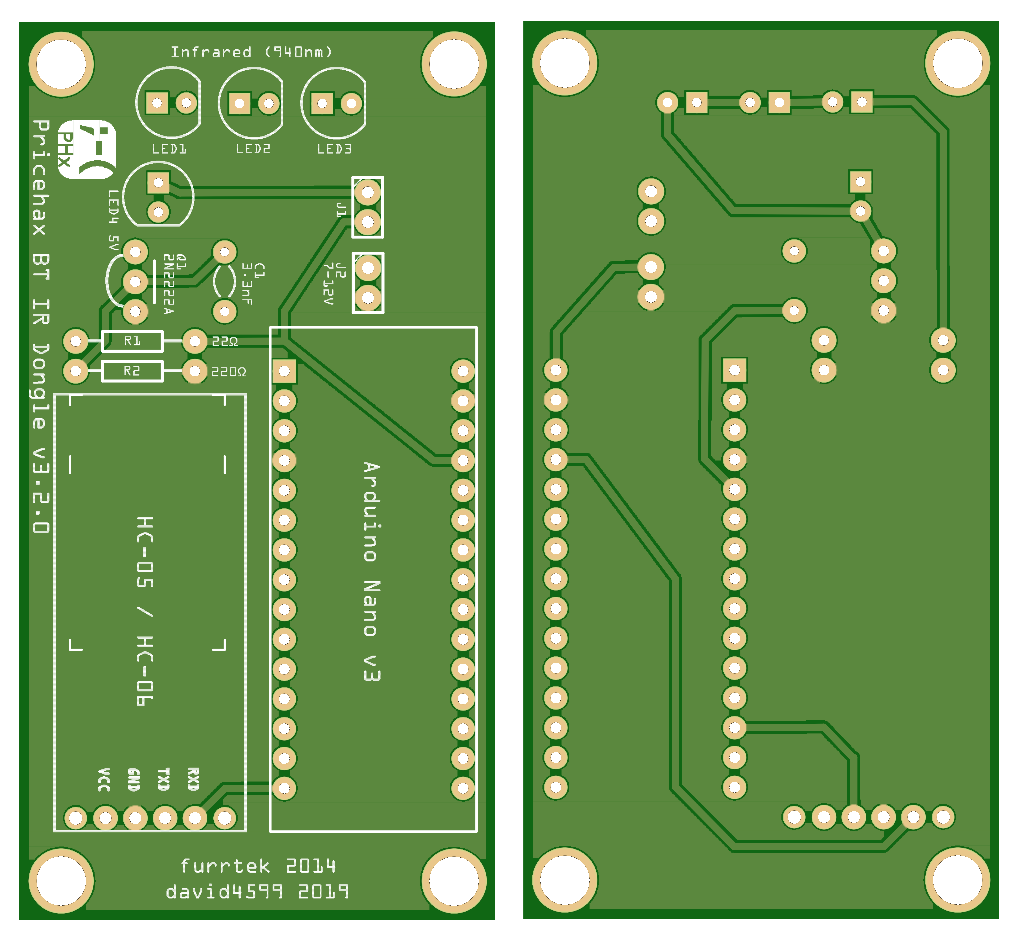 Infrared (940nm)
LED1
LED2
LED3
PHX
Pricehax BT IR Dongle v3.2.0
LED4
5V
J1
Q1
2N2222A
C1
3.3nF
J2
7-12V
R1
22Ω
R2
220Ω
HC-05 / HC-06
Arduino Nano v3
VCC
GND
TXD
RXD
furrtek 2014
david4599 2019